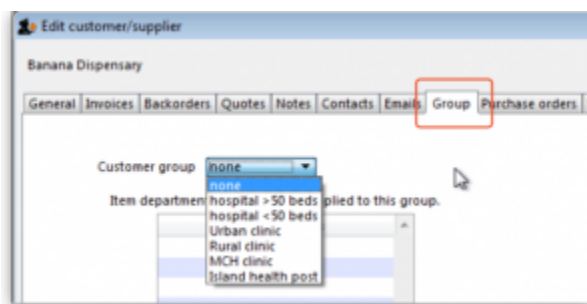 Edit customer/supplier
Banana Dispensary
General Invoices Backorders Quotes Notes Contacts Emails Group Purchase orders
Customer group none
none
Item departmen plied to this group.
hospital >50 beds
hospital <50 beds
Urban clinic
Rural clinic
MCH clinic
Island health post